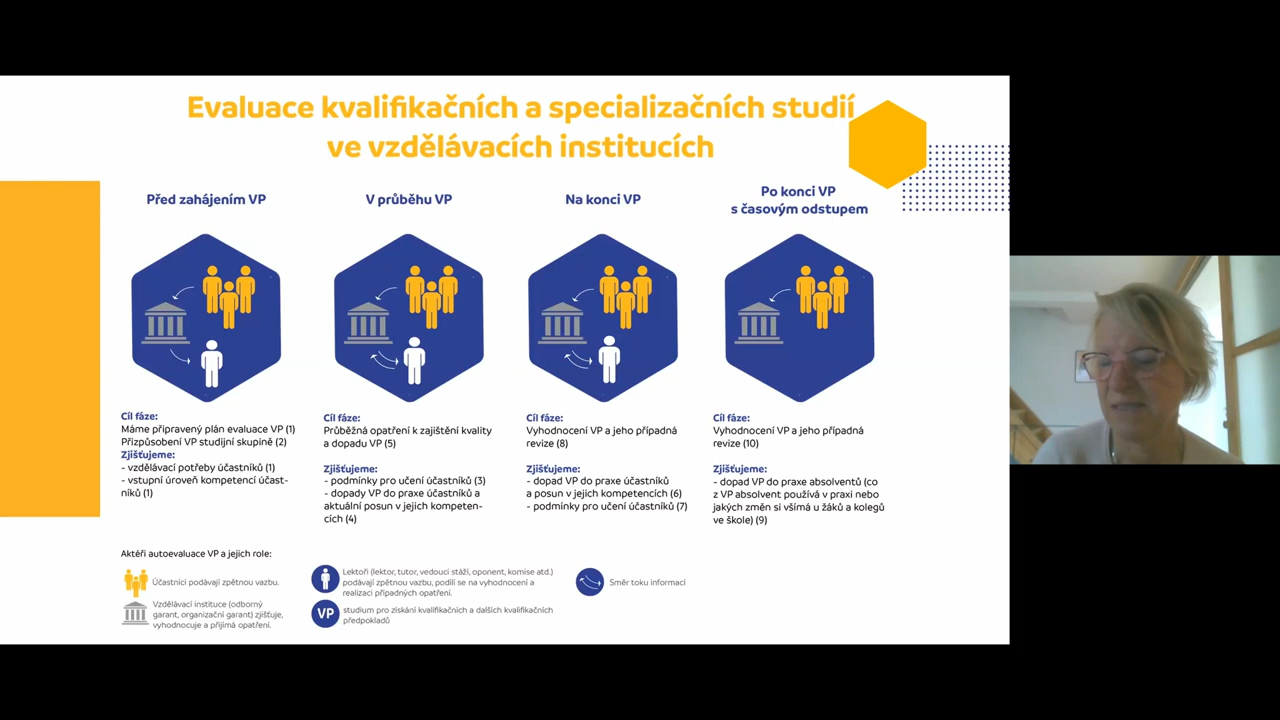 Evaluace kvalifikačních a specializačních studií
ve vzdělávacích institucích
Před zahájením VP
V průběhu VP
Na konci VP
Po konci VP
s časovým odstupem
Cíl fáze:
Máme připravený plán evaluace VP (1)
Přizpůsobení VP studijní skupině (2)
Zjišťujeme:
- vzdělávací potřeby účastníků (1)
- vstupní úroveň kompetencí účast-
níků (1)
Cíl fáze:
Průběžná opatření k zajištění kvality
a dopadu VP (5)
Zjišťujeme:
- podmínky pro učení účastníků (3)
- dopady VP do praxe účastníků a
aktuální posun v jejich kompeten-
cích (4)
Cíl fáze:
Vyhodnocení VP a jeho případná
revize (8)
Zjišťujeme:
- dopad VP do praxe účastníků
a posun v jejich kompetencích (6)
- podmínky pro učení účastníků (7)
Cíl fáze:
Vyhodnocení VP a jeho případná
revize (10)
Zjišťujeme:
- dopad VP do praxe absolventů (co
z VP absolvent používá v praxi nebo
jakých změn si všímá u žáků a kolegů
ve škole) (9)
Aktéři autoevaluace VP a jejich role:
Účastníci podávají zpětnou vazbu.
Vzdělávací instituce (odborný
garant, organizační garant) zjišťuje,
vyhodnocuje a přijímá opatření.
Lektoři (lektor, tutor, vedoucí stáží, oponent, komise atd.)
podávají zpětnou vazbu, podílí se na vyhodnocení a
realizaci případných opatření.
VP
studium pro získání kvalifikačních a dalších kvalifikačních
předpokladů
Směr toku informací